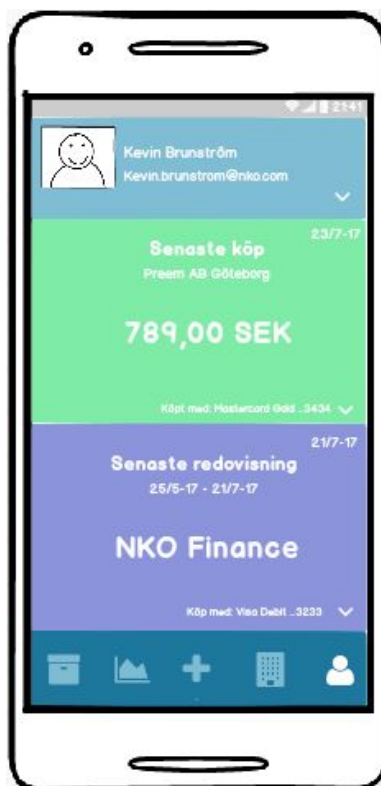 21:41
Kevin Brunström
Kevin.brunstrom@nko.com
23/7-17
Senaste köp
Preem AB Göteborg
789,00 SEK
Köpt med: Mastercard Gold ..3434
21/7-17
Senaste redovisning
25/5-17 - 21/7-17
NKO Finance
Köp med: Visa Debit ..3233